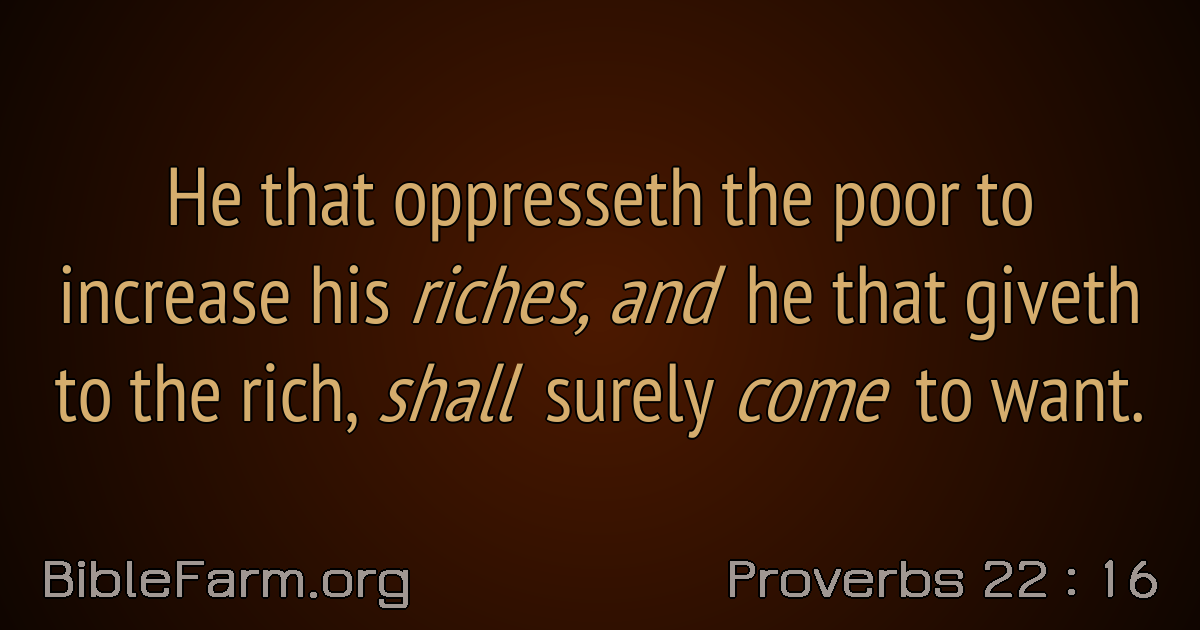 He that oppresseth the poor to
increase his riches, and he that giveth
to the rich, shall surely come to want.
BibleFarm.org
Proverbs 22 : 16